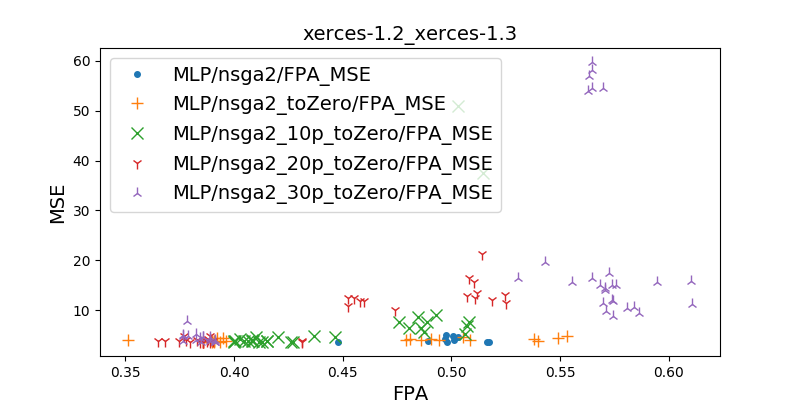 xerces-1.2_xerces-1.3
MLP/nsga2/FPA_MSE
MLP/nsga2_toZero/FPA_MSE
MLP/nsga2_10p_toZero/FPA_MSE
MLP/nsga2_20p_toZero/FPA_MSE
MLP/nsga2_30p_toZero/FPA_MSE
MSE
60
50
40
30
20
10
0.35 0.40 0.45 0.50 0.55 0.60
FPA